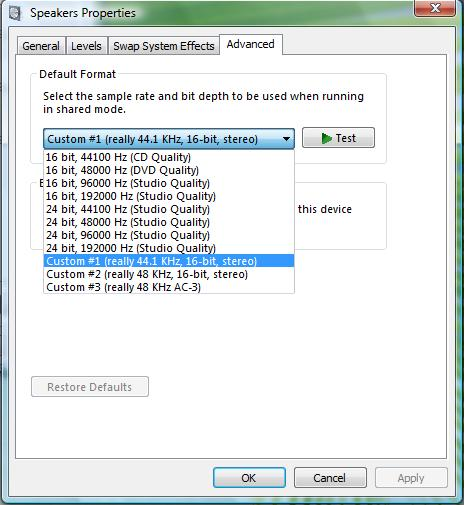 Speakers Properties
General Levels Swap System Effects Advanced
Default Format
Select the sample rate and bit depth to be used when running
in shared mode.
Custom #1 (really 44.1 KHz, 16-bit, stereo) Test
16 bit, 44100 Hz (CD Quality)
16 bit, 48000 Hz (DVD Quality)
16 bit, 96000 Hz (Studio Quality)
16 bit, 192000 Hz (Studio Quality)
24 bit, 44100 Hz (Studio Quality)
24 bit, 48000 Hz (Studio Quality)
24 bit, 96000 Hz (Studio Quality)
24 bit, 192000 Hz (Studio Quality)
Custom #1 (really 44.1 KHz, 16-bit, stereo)
Custom #2 (really 48 KHz, 16-bit, stereo)
Custom #3 (really 48 KHz AC-3)
this device
Restore Defaults
OK Cancel Apply